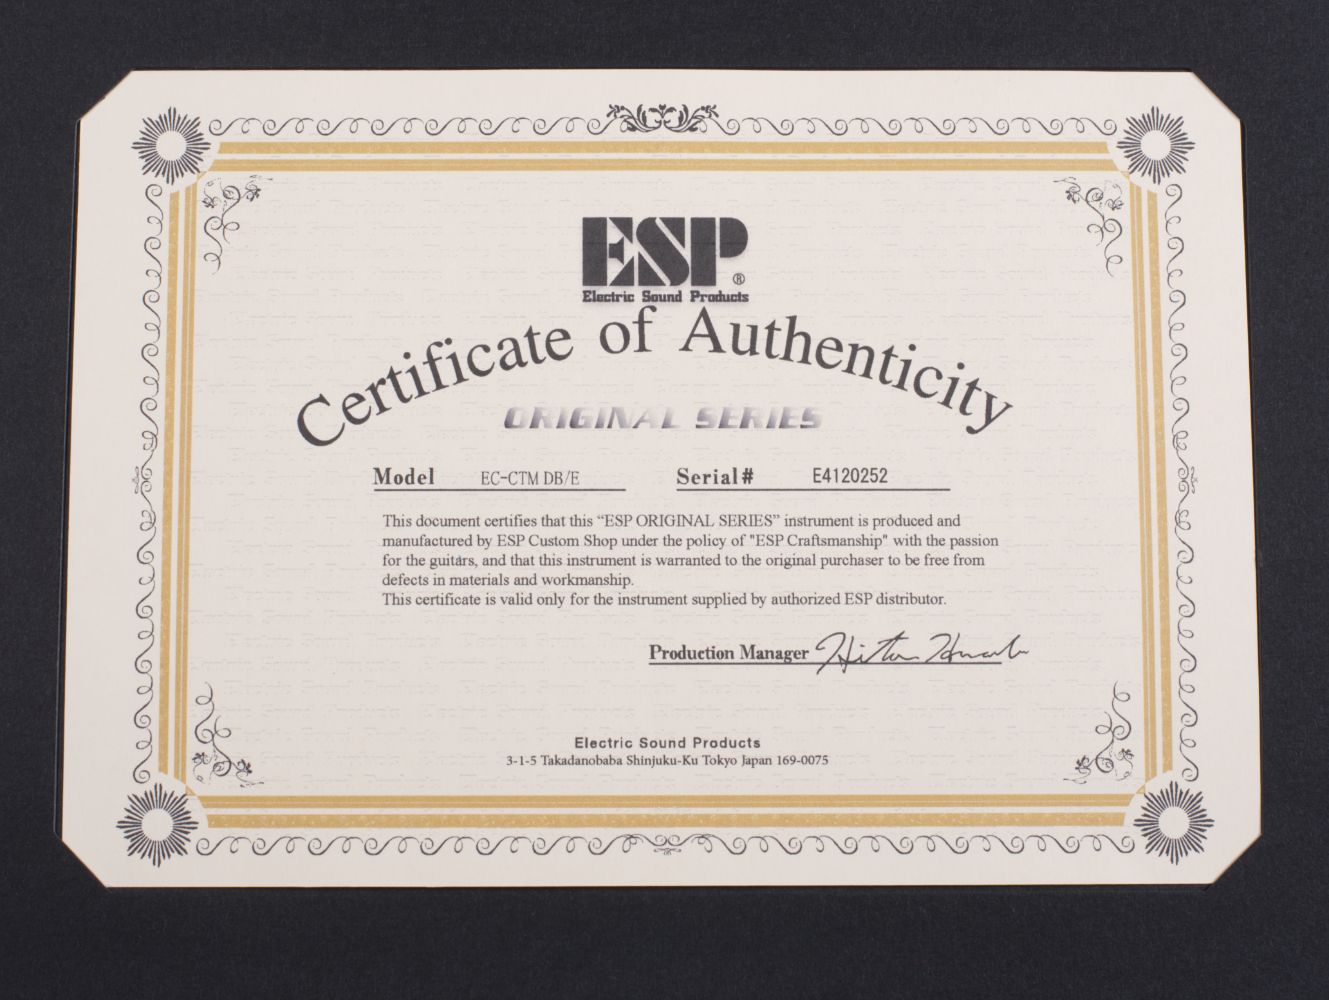 ESP®
Electric Sound Products
Certificate of Authenticity
ORIGINAL SERIES
Model EC-CTM DB/E Serial# E4120252
This document certifies that this “ESP ORIGINAL SERIES” instrument is produced and
manufactured by ESP Custom Shop under the policy of "ESP Craftsmanship" with the passion
for the guitars, and that this instrument is warranted to the original purchaser to be free from
defects in materials and workmanship.
This certificate is valid only for the instrument supplied by authorized ESP distributor.
Production Manager
Electric Sound Products
3-1-5 Takadanobaba Shinjuku-Ku Tokyo Japan 169-0075